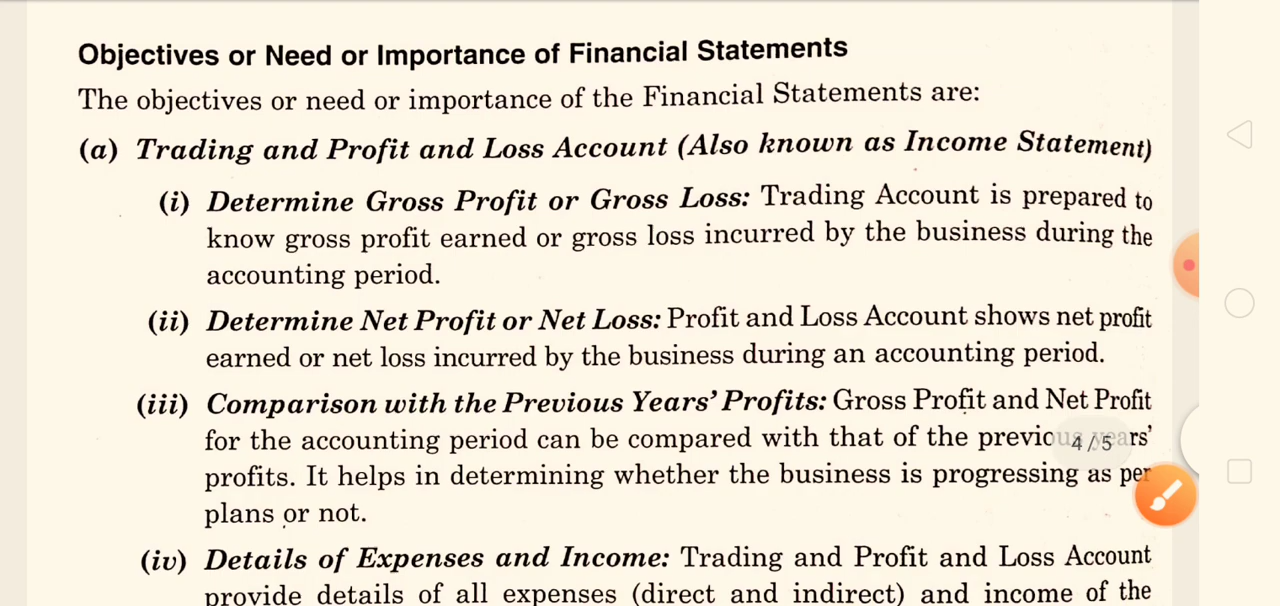 Objectives or Need or Importance of Financial Statements
The objectives or need or importance of the Financial Statements are:
(a) Trading and Profit and Loss Account (Also known as Income Statement)
(i) Determine Gross Profit or Gross Loss: Trading Account is prepared to
know gross profit earned or gross loss incurred by the business during the
accounting period.
(ii) Determine Net Profit or Net Loss: Profit and Loss Account shows net profit
earned or net loss incurred by the business during an accounting period.
(iii) Comparison with the Previous Years' Profits: Gross Profit and Net Profit
for the accounting period can be compared with that of the previous years'
4/5
profits. It helps in determining whether the business is progressing as per
plans or not.
(iv) Details of Expenses and Income: Trading and Profit and Loss Account
provide details of all expenses (direct and indirect) and income of the